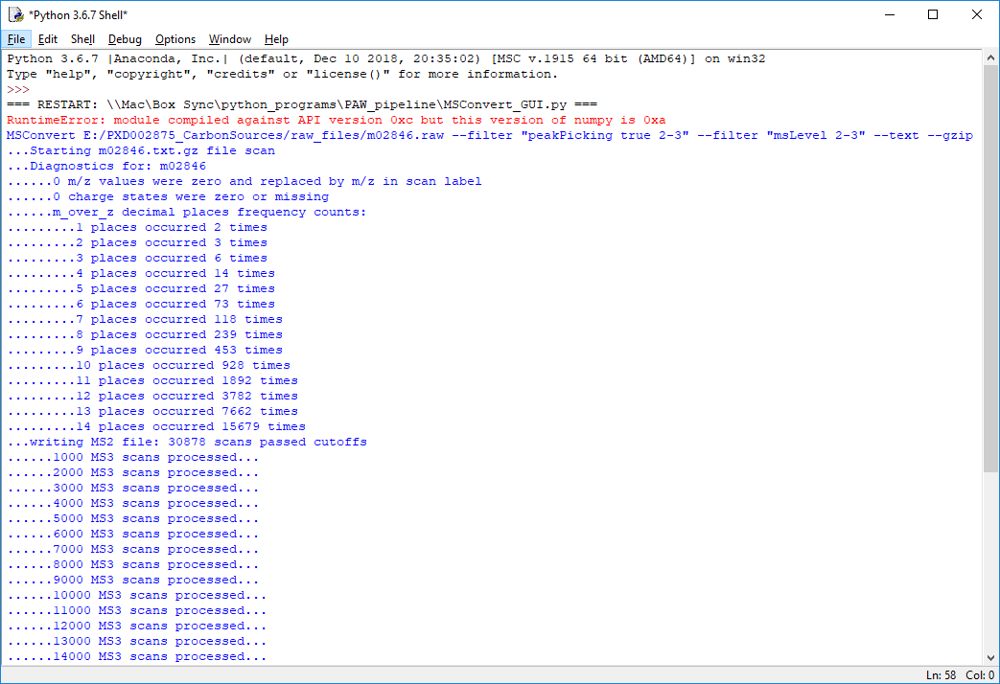 *Python 3.6.7 Shell*
File Edit Shell Debug Options Window Help
Python 3.6.7 |Anaconda, Inc.| (default, Dec 10 2018, 20:35:02) [MSC v.1915 64 bit (AMD64)] on win32
Type "help", "copyright", "credits" or "license()" for more information.
>>>
=== RESTART: \\Mac\Box Sync\python_programs\PAW_pipeline\MSConvert_GUI.py ===
RuntimeError: module compiled against API version 0xc but this version of numpy is 0xa
MSConvert E:/PXD002875_CarbonSources/raw_files/m02846.raw --filter "peakPicking true 2-3" --filter "msLevel 2-3" --text --gzip
...Starting m02846.txt.gz file scan
...Diagnostics for: m02846
......0 m/z values were zero and replaced by m/z in scan label
......0 charge states were zero or missing
......m_over_z decimal places frequency counts:
.........1 places occurred 2 times
.........2 places occurred 3 times
.........3 places occurred 6 times
.........4 places occurred 14 times
.........5 places occurred 27 times
.........6 places occurred 73 times
.........7 places occurred 118 times
.........8 places occurred 239 times
.........9 places occurred 453 times
.........10 places occurred 928 times
.........11 places occurred 1892 times
.........12 places occurred 3782 times
.........13 places occurred 7662 times
.........14 places occurred 15679 times
...writing MS2 file: 30878 scans passed cutoffs
......1000 MS3 scans processed...
......2000 MS3 scans processed...
......3000 MS3 scans processed...
......4000 MS3 scans processed...
......5000 MS3 scans processed...
......6000 MS3 scans processed...
......7000 MS3 scans processed...
......8000 MS3 scans processed...
......9000 MS3 scans processed...
......10000 MS3 scans processed...
......11000 MS3 scans processed...
......12000 MS3 scans processed...
......13000 MS3 scans processed...
......14000 MS3 scans processed...
Ln: 58 Col: 0